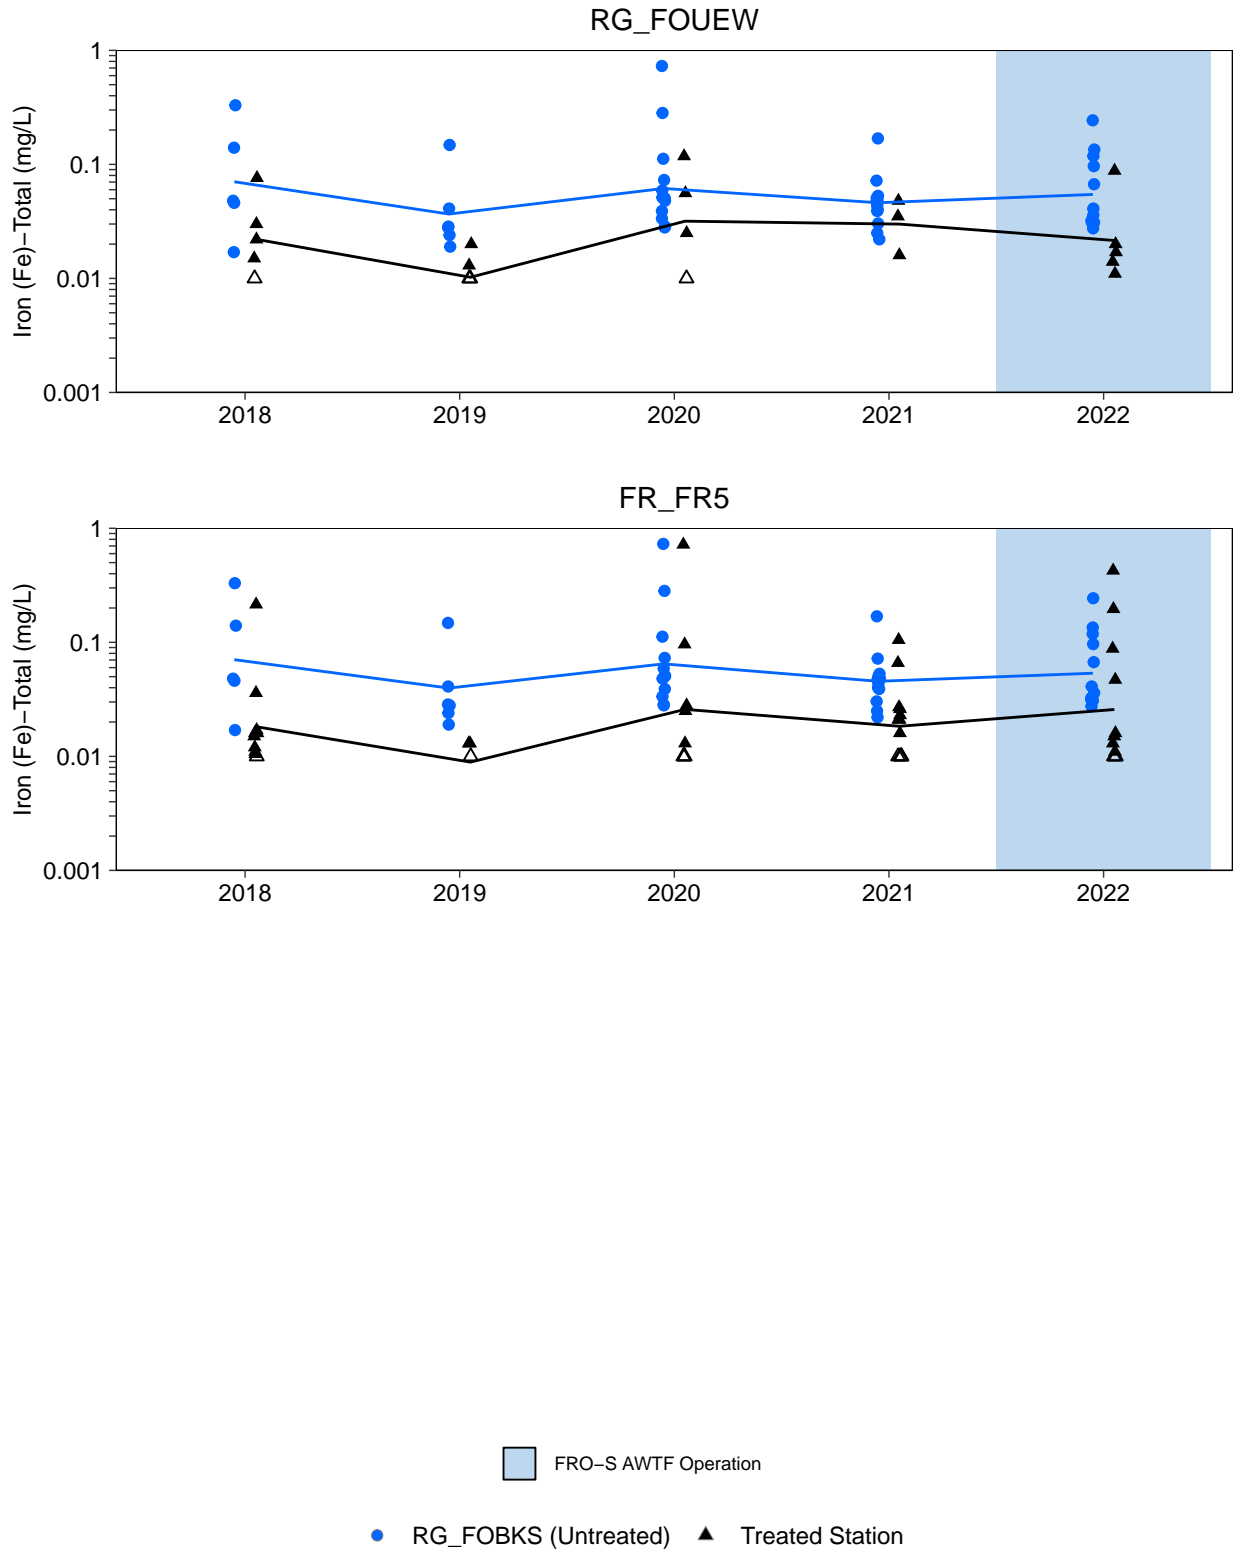 RG_FOUEW
Iron (Fe)−Total (mg/L)
1
0.1
0.01
0.001
2018 2019 2020 2021 2022
FR_FR5
Iron (Fe)−Total (mg/L)
1
0.1
0.01
0.001
2018 2019 2020 2021 2022
FRO−S AWTF Operation
RG_FOBKS (Untreated) Treated Station